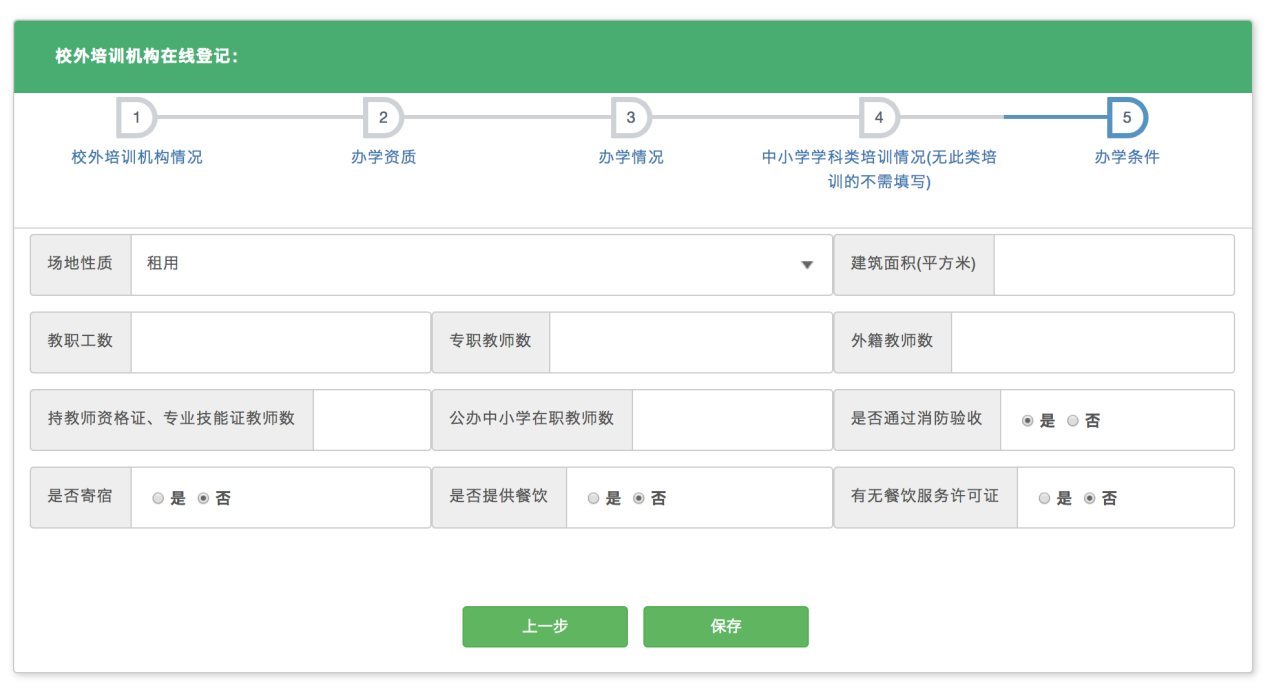 校外培训机构在线登记：
1
2
3
4
5
校外培训机构情况
办学资质
办学情况
中小学学科类培训情况(无此类培
训的不需填写)
办学条件
场地性质
租用
建筑面积(平方米)
教职工数
专职教师数
外籍教师数
持教师资格证、专业技能证教师数
公办中小学在职教师数
是否通过消防验收
是 否
是否寄宿
是 否
是否提供餐饮
是 否
有无餐饮服务许可证
是 否
上一步
保存